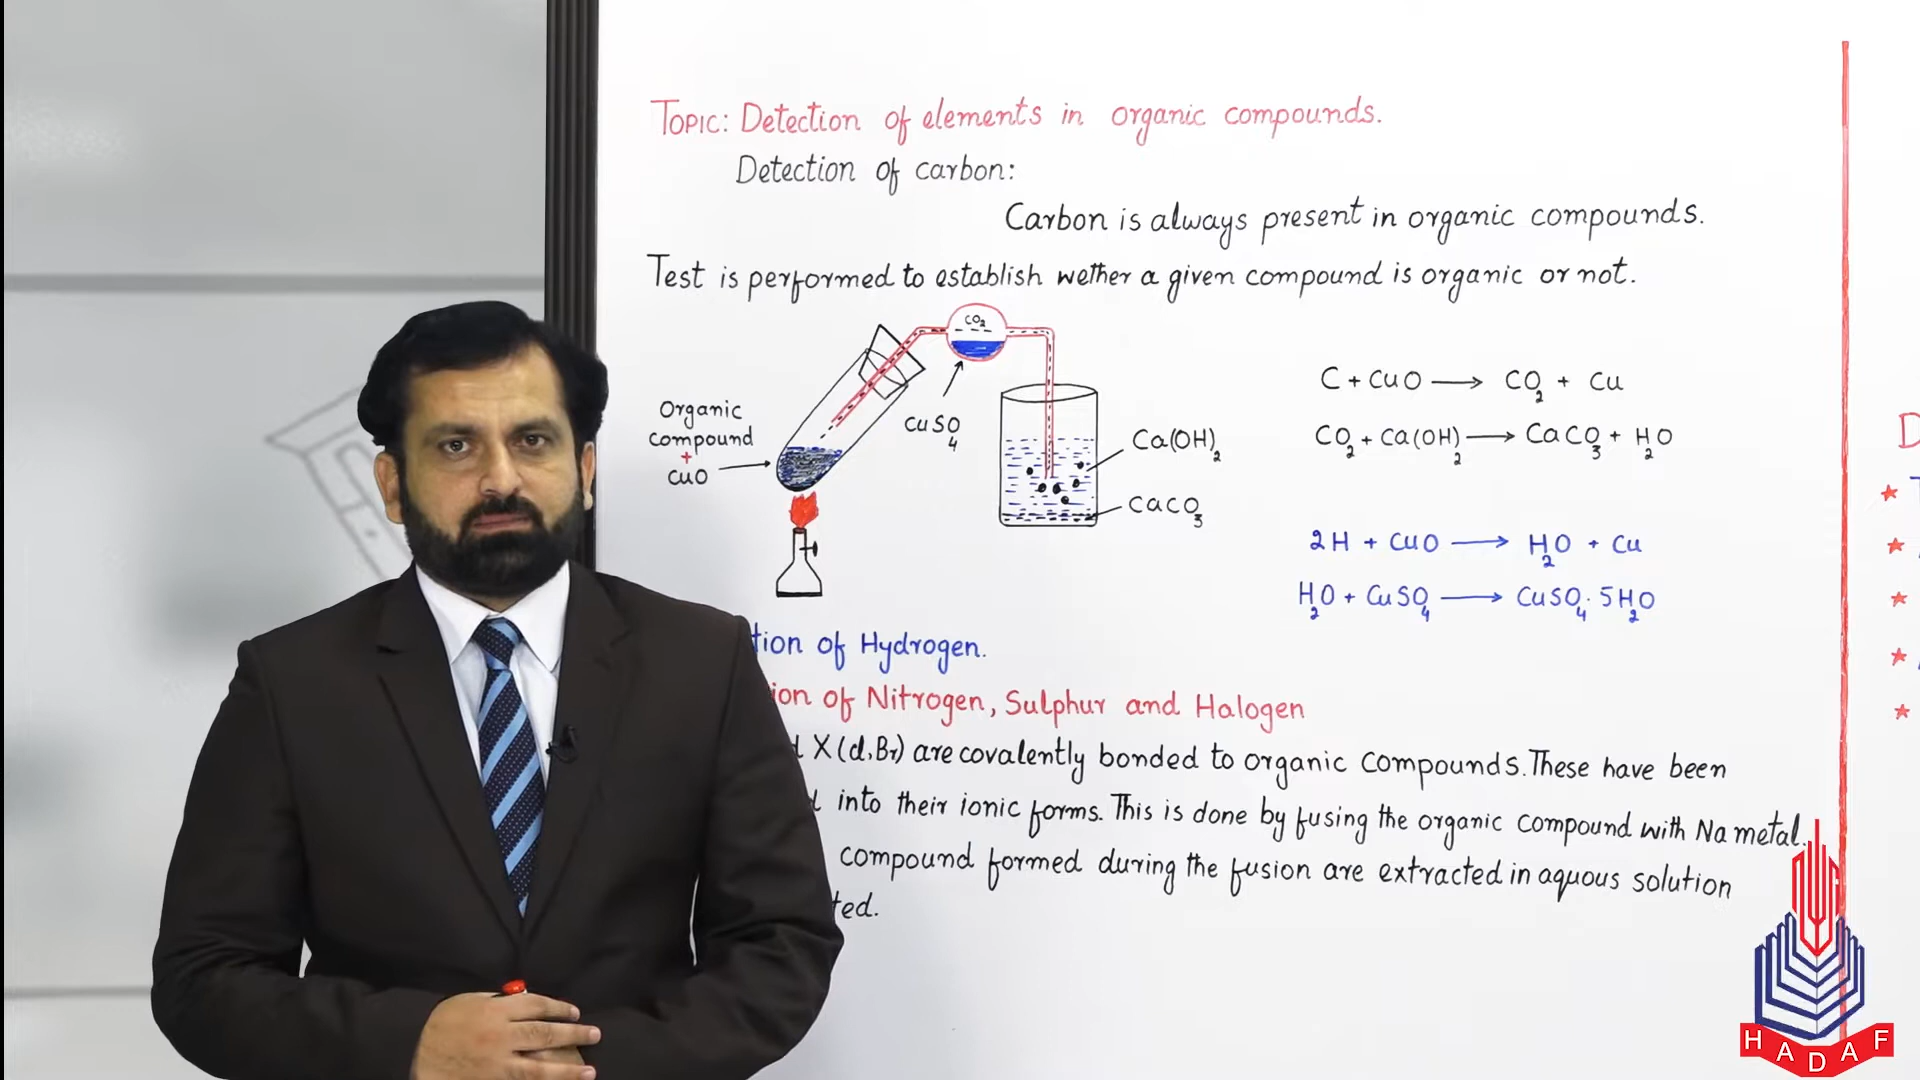 TOPIC: Detection of elements in organic compounds.
Detection of carbon:
Carbon is always present in organic compounds.
Test is performed to establish wether a given compound is organic or not.
CO₂
Organic
compound
+
CuO
CuSO₄
Ca(OH)₂
CaCO₃
C + CuO ⟶ CO₂ + Cu
CO₂ + Ca(OH)₂ ⟶ CaCO₃ + H₂O
2H + CuO ⟶ H₂O + Cu
H₂O + CuSO₄ ⟶ CuSO₄·5H₂O
tion of Hydrogen.
ion of Nitrogen, Sulphur and Halogen
d X(cl,Br) are covalently bonded to organic compounds. These have been
d into their ionic forms. This is done by fusing the organic compound with Na metal.
compound formed during the fusion are extracted in aquous solution
ted.
D
HADAF